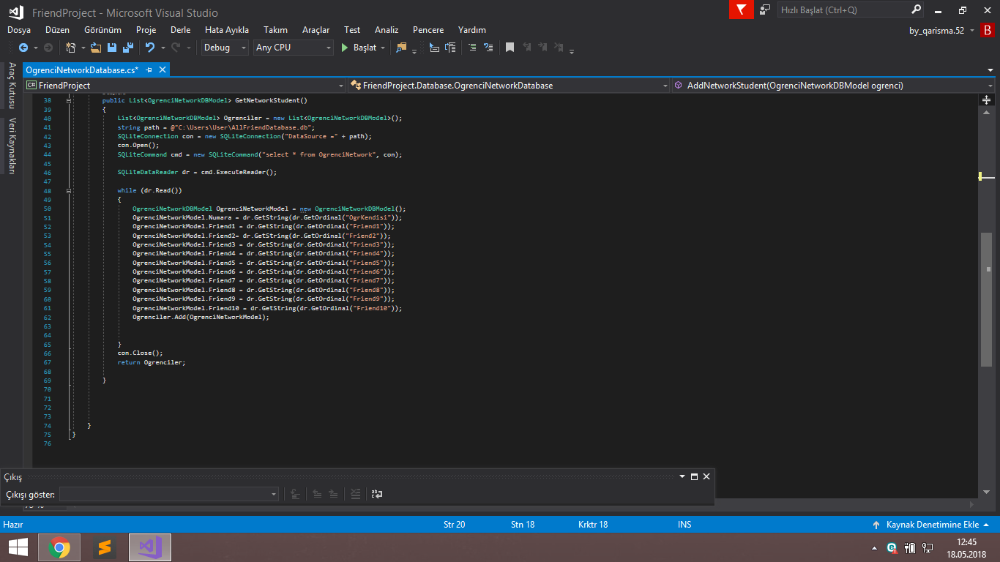 FriendProject - Microsoft Visual Studio
Hızlı Başlat (Ctrl+Q)
Dosya Düzen Görünüm Proje Derle Hata Ayıkla Takım Araçlar Test Analiz Pencere Yardım
by_qarisma.52 B
Debug Any CPU Başlat
Araç Kutusu
Veri Kaynakları
OgrenciNetworkDatabase.cs*
C# FriendProject
FriendProject.Database.OgrenciNetworkDatabase
AddNetworkStudent(OgrenciNetworkDBModel ogrenci)
38 public List<OgrenciNetworkDBModel> GetNetworkStudent()
39 {
40 List<OgrenciNetworkDBModel> Ogrenciler = new List<OgrenciNetworkDBModel>();
41 string path = @"C:\Users\User\AllFriendDatabase.db";
42 SQLiteConnection con = new SQLiteConnection("DataSource =" + path);
43 con.Open();
44 SQLiteCommand cmd = new SQLiteCommand("select * from OgrenciNetwork", con);
45
46 SQLiteDataReader dr = cmd.ExecuteReader();
47
48 while (dr.Read())
49 {
50 OgrenciNetworkDBModel OgrenciNetworkModel = new OgrenciNetworkDBModel();
51 OgrenciNetworkModel.Numara = dr.GetString(dr.GetOrdinal("OgrKendisi"));
52 OgrenciNetworkModel.Friend1 = dr.GetString(dr.GetOrdinal("Friend1"));
53 OgrenciNetworkModel.Friend2= dr.GetString(dr.GetOrdinal("Friend2"));
54 OgrenciNetworkModel.Friend3 = dr.GetString(dr.GetOrdinal("Friend3"));
55 OgrenciNetworkModel.Friend4 = dr.GetString(dr.GetOrdinal("Friend4"));
56 OgrenciNetworkModel.Friend5 = dr.GetString(dr.GetOrdinal("Friend5"));
57 OgrenciNetworkModel.Friend6 = dr.GetString(dr.GetOrdinal("Friend6"));
58 OgrenciNetworkModel.Friend7 = dr.GetString(dr.GetOrdinal("Friend7"));
59 OgrenciNetworkModel.Friend8 = dr.GetString(dr.GetOrdinal("Friend8"));
60 OgrenciNetworkModel.Friend9 = dr.GetString(dr.GetOrdinal("Friend9"));
61 OgrenciNetworkModel.Friend10 = dr.GetString(dr.GetOrdinal("Friend10"));
62 Ogrenciler.Add(OgrenciNetworkModel);
63
64
65 }
66 con.Close();
67 return Ogrenciler;
68
69 }
70
71
72
73
74 }
75 }
76
Çıkış
Çıkışı göster:
Hazır Str 20 Stn 18 Krktr 18 INS Kaynak Denetimine Ekle
12:45
18.05.2018